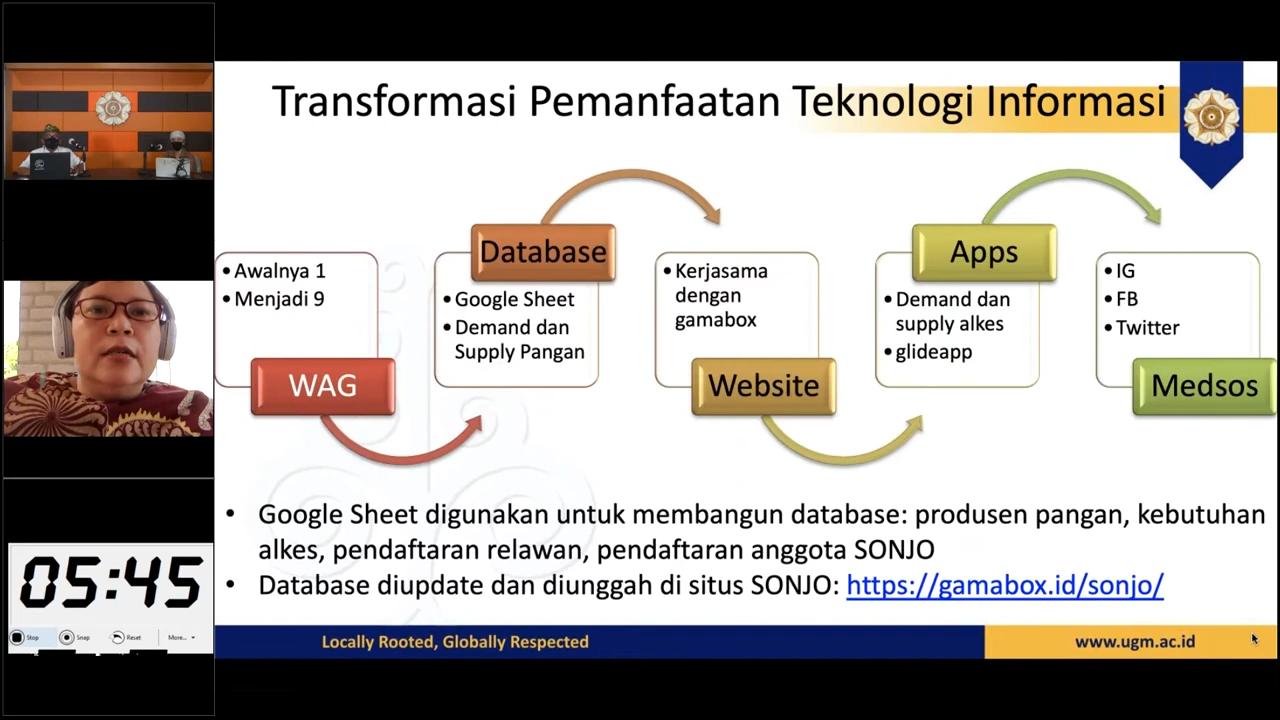 Transformasi Pemanfaatan Teknologi Informasi
• Awalnya 1
• Menjadi 9
WAG
Database
• Google Sheet
• Demand dan
Supply Pangan
• Kerjasama
dengan
gamabox
Website
Apps
• Demand dan
supply alkes
• glideapp
• IG
• FB
• Twitter
Medsos
• Google Sheet digunakan untuk membangun database: produsen pangan, kebutuhan
alkes, pendaftaran relawan, pendaftaran anggota SONJO
• Database diupdate dan diunggah di situs SONJO: https://gamabox.id/sonjo/
Locally Rooted, Globally Respected
www.ugm.ac.id
05:45
Stop Snap Reset More...